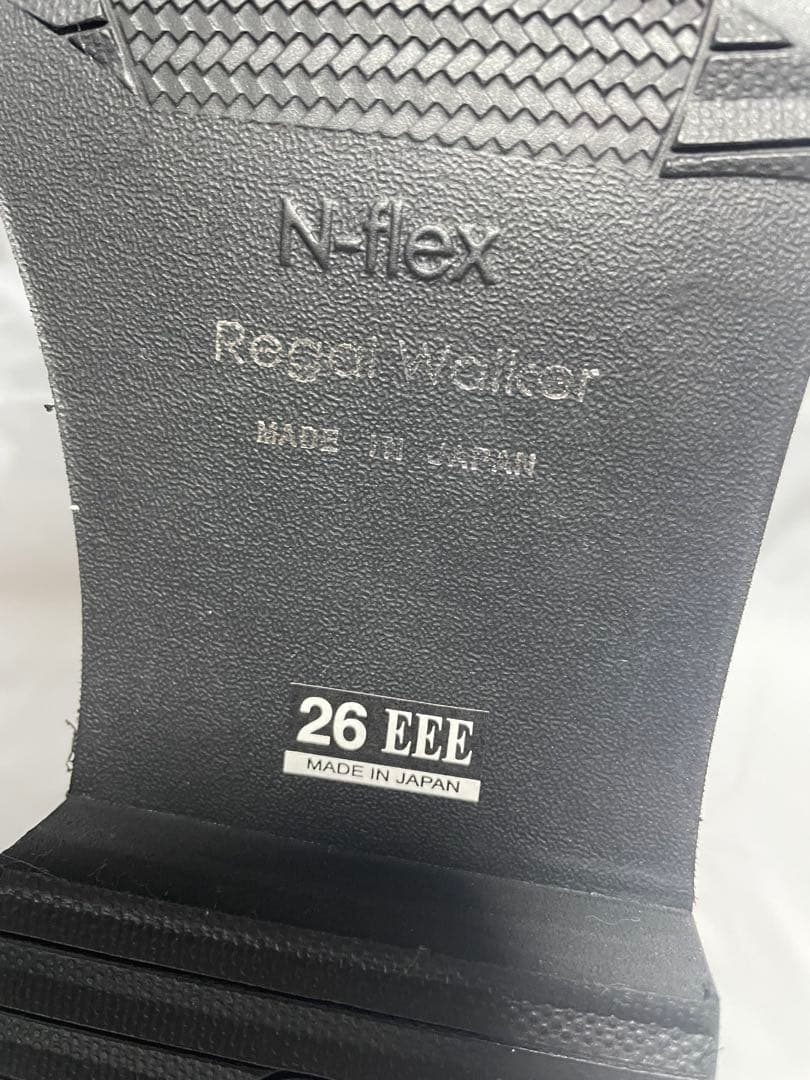 N-flex
Regal Walker
MADE IN JAPAN
26 EEE
MADE IN JAPAN